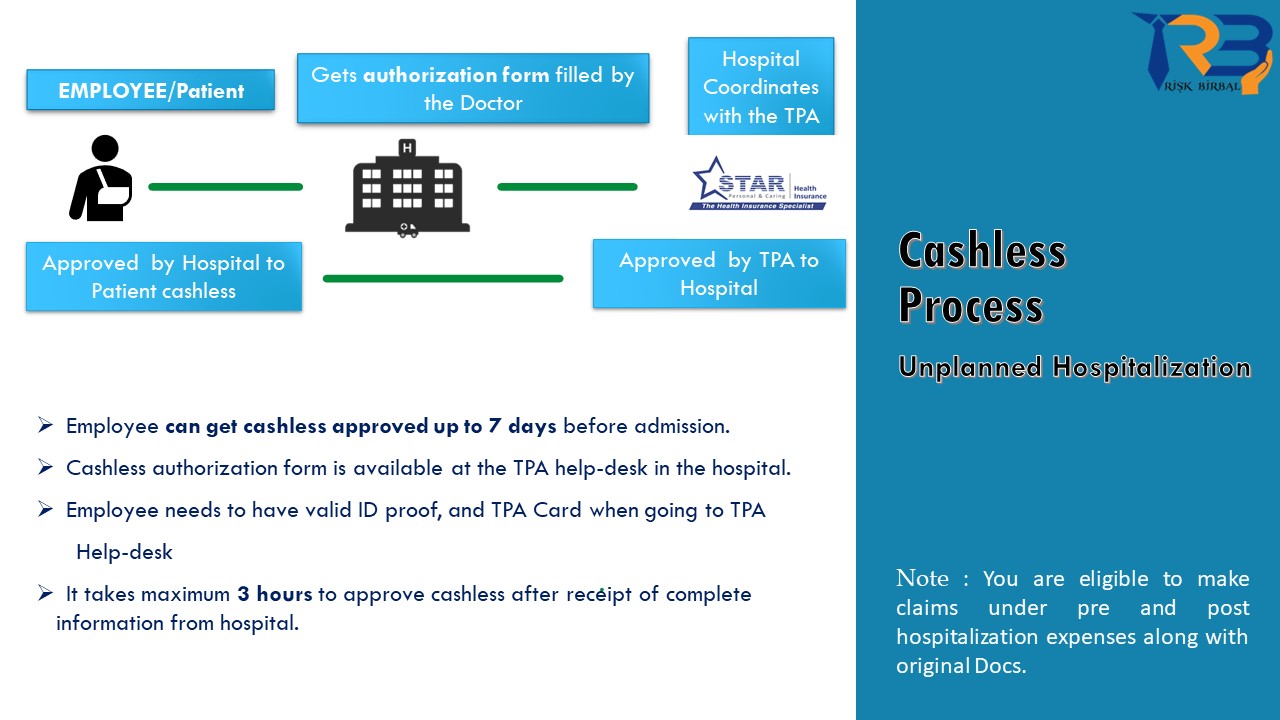 EMPLOYEE/Patient
Gets authorization form filled by
the Doctor
Hospital
Coordinates
with the TPA
RISK BIRBAL
H
STAR
Health
Insurance
Personal & Caring
The Health Insurance Specialist
Approved by Hospital to
Patient cashless
Approved by TPA to
Hospital
Cashless
Process
Unplanned Hospitalization
➢ Employee can get cashless approved up to 7 days before admission.
➢ Cashless authorization form is available at the TPA help-desk in the hospital.
➢ Employee needs to have valid ID proof, and TPA Card when going to TPA
Help-desk
➢ It takes maximum 3 hours to approve cashless after receipt of complete
information from hospital.
Note : You are eligible to make
claims under pre and post
hospitalization expenses along with
original Docs.